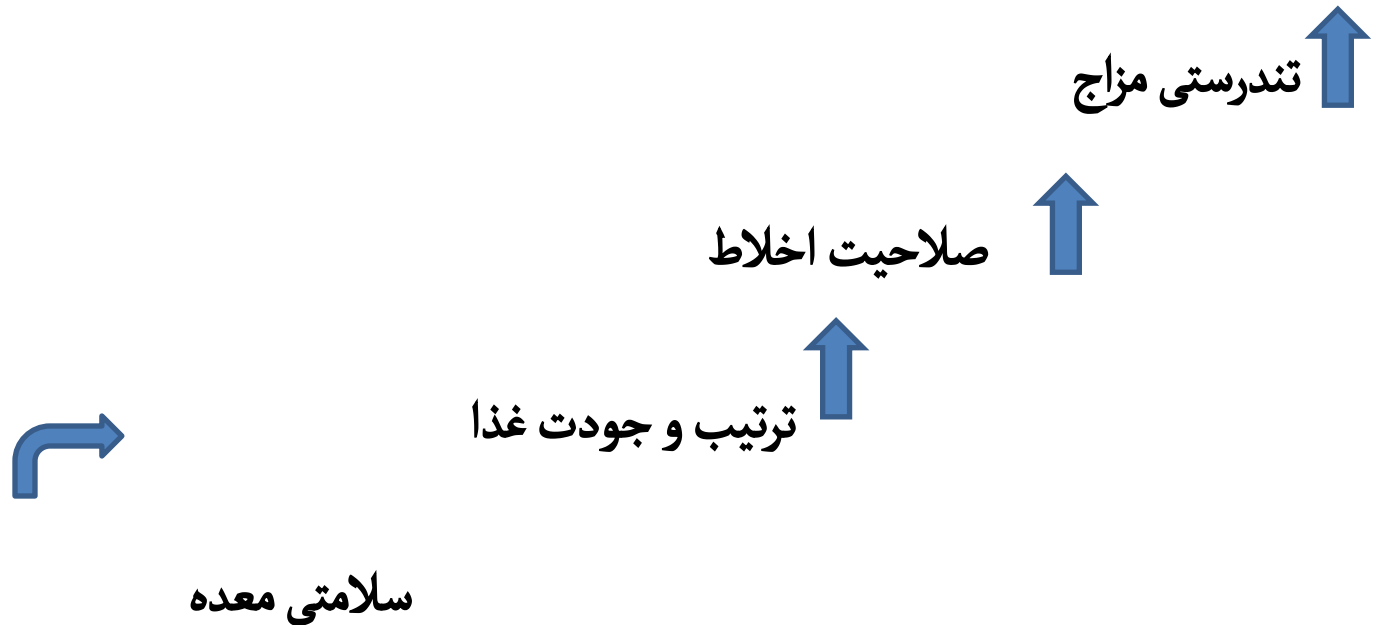 تندرستی مزاج
صلاحیت اخلاط
ترتیب و جودت غذا
سلامتی معده